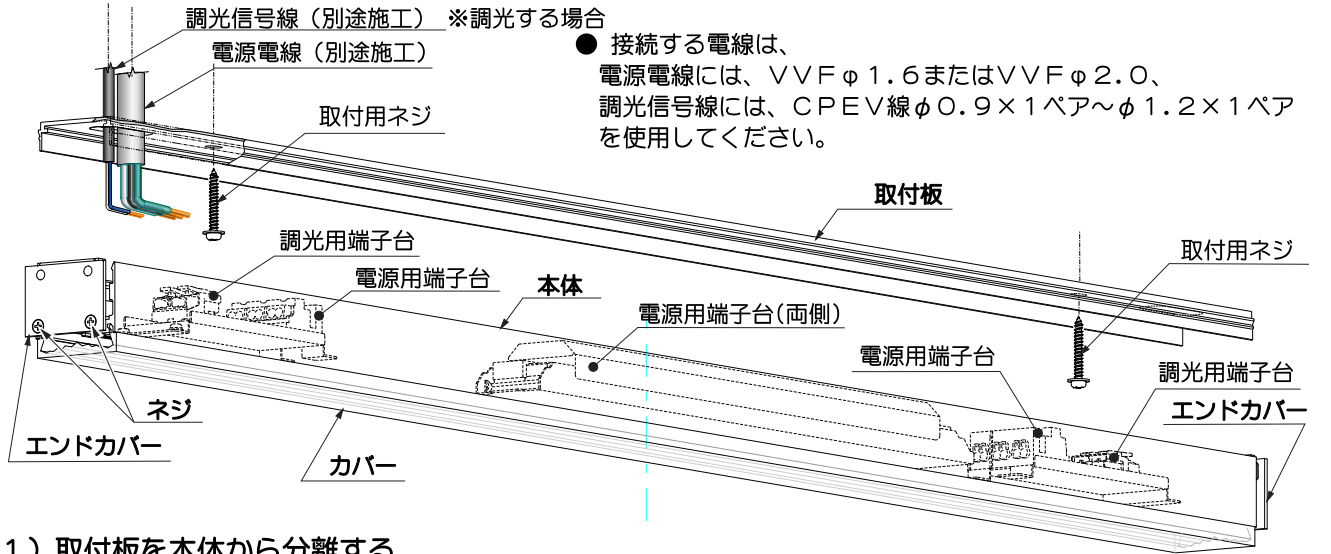 調光信号線（別途施工） ※調光する場合
電源電線（別途施工）
● 接続する電線は、
電源電線には、ＶＶＦφ１.６またはＶＶＦφ２.０、
調光信号線には、ＣＰＥＶ線φ０.９×１ペア～φ１.２×１ペア
を使用してください。
取付用ネジ
取付板
取付用ネジ
調光用端子台
電源用端子台
本体
電源用端子台(両側)
電源用端子台
調光用端子台
エンドカバー
ネジ
エンドカバー
カバー
１）取付板を本体から分離する